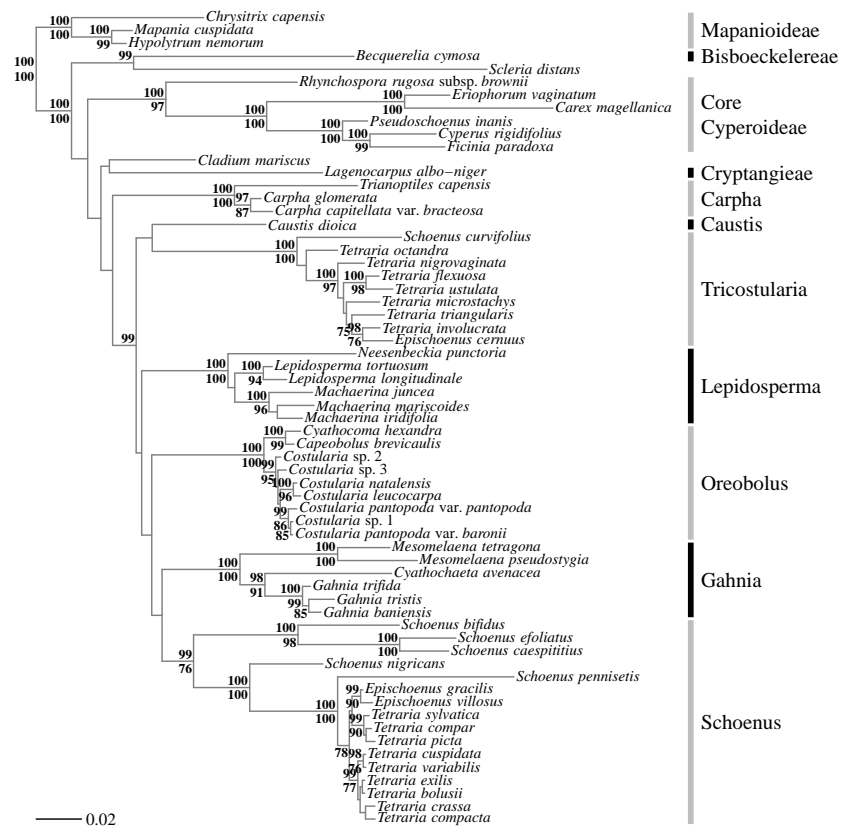 Chrysitrix capensis
100
100
Mapania cuspidata
Mapanioideae
100
99
Hypolytrum nemorum
99
Becquerelia cymosa
Bisboeckelereae
100
100
Scleria distans
Rhynchospora rugosa subsp. brownii
100
97
100
Eriophorum vaginatum
100
100
Carex magellanica
Core
Cyperoideae
100
100
100
Pseudoschoenus inanis
100
100
100
Cyperus rigidifolius
99
Ficinia paradoxa
Cladium mariscus
Lagenocarpus albo−niger
Cryptangieae
Trianoptiles capensis
100
100
97
Carpha glomerata
Carpha
87
Carpha capitellata var. bracteosa
Caustis dioica
Caustis
Schoenus curvifolius
100
100
Tetraria octandra
Tetraria nigrovaginata
100
97
100
Tetraria flexuosa
98
Tetraria ustulata
Tricostularia
Tetraria microstachys
Tetraria triangularis
75
98
Tetraria involucrata
76
Epischoenus cernuus
99
Neesenbeckia punctoria
100
100
100
Lepidosperma tortuosum
94
Lepidosperma longitudinale
Lepidosperma
100
Machaerina juncea
96
Machaerina mariscoides
Machaerina iridifolia
Cyathocoma hexandra
100
100
99
Capeobolus brevicaulis
99
95
Costularia sp. 2
Costularia sp. 3
100
Costularia natalensis
Oreobolus
96
Costularia leucocarpa
99
Costularia pantopoda var. pantopoda
86
Costularia sp. 1
85
Costularia pantopoda var. baronii
100
Mesomelaena tetragona
100
Mesomelaena pseudostygia
100
100
98
91
Cyathochaeta avenacea
Gahnia
100
Gahnia trifida
99
Gahnia tristis
85
Gahnia baniensis
100
98
Schoenus bifidus
100
Schoenus efoliatus
100
Schoenus caespititius
99
76
Schoenus nigricans
100
100
Schoenus pennisetis
100
100
99
Epischoenus gracilis
90
Epischoenus villosus
99
Tetraria sylvatica
Schoenus
90
Tetraria compar
Tetraria picta
78
98
Tetraria cuspidata
76
Tetraria variabilis
99
77
Tetraria exilis
Tetraria bolusii
Tetraria crassa
Tetraria compacta
0.02